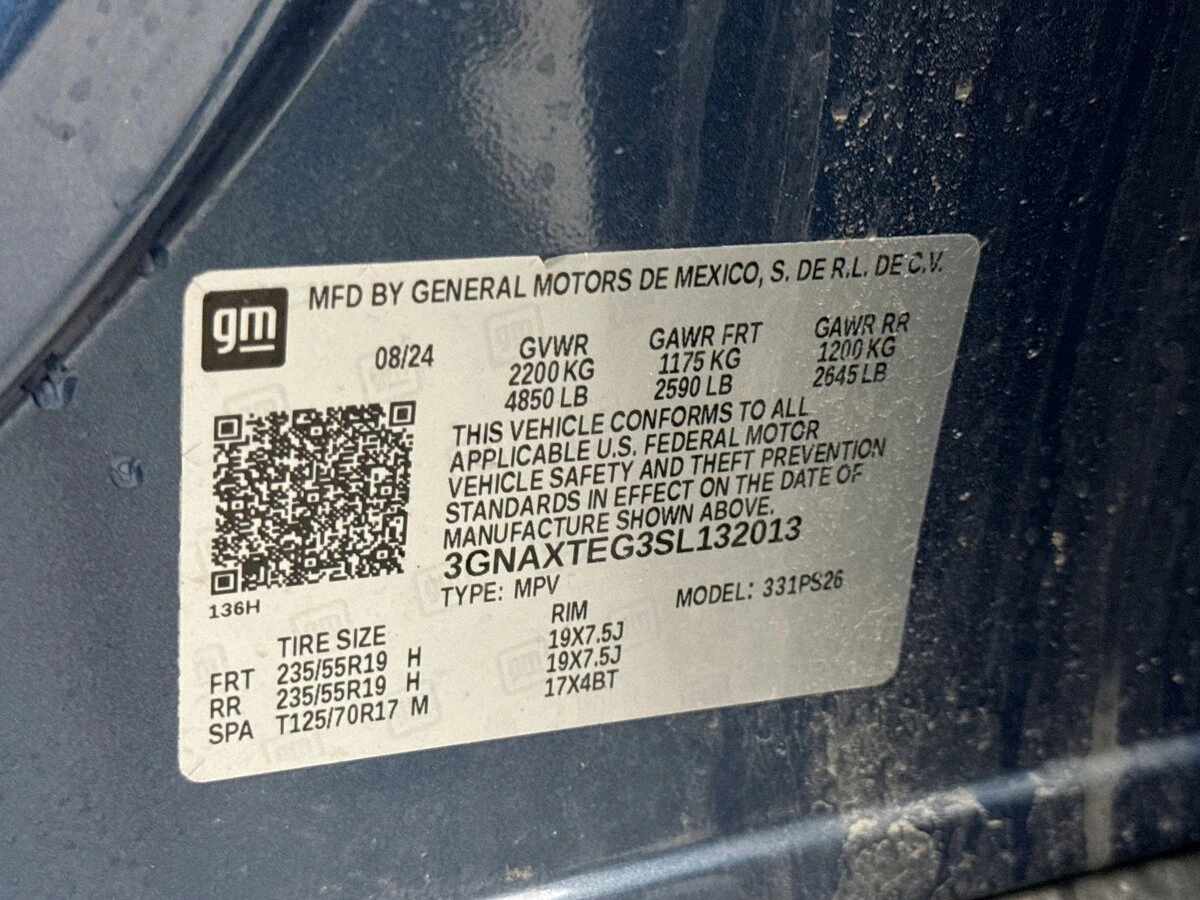 gm
MFD BY GENERAL MOTORS DE MEXICO, S. DE R.L. DE C.V.
08/24
GVWR
2200 KG
4850 LB
GAWR FRT
1175 KG
2590 LB
GAWR RR
1200 KG
2645 LB
THIS VEHICLE CONFORMS TO ALL
APPLICABLE U.S. FEDERAL MOTOR
VEHICLE SAFETY AND THEFT PREVENTION
STANDARDS IN EFFECT ON THE DATE OF
MANUFACTURE SHOWN ABOVE.
3GNAXTEG3SL132013
TYPE: MPV MODEL: 331PS26
136H
TIRE SIZE RIM
FRT 235/55R19 H 19X7.5J
RR 235/55R19 H 19X7.5J
SPA T125/70R17 M 17X4BT